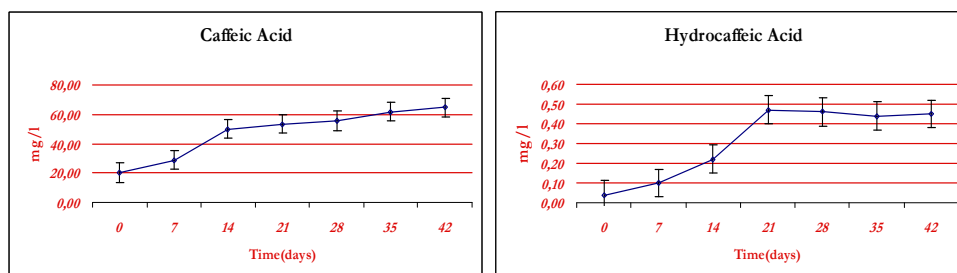 Caffeic Acid
80,00
60,00
40,00
20,00
0,00
mg/l
0 7 14 21 28 35 42
Time(days)
Hydrocaffeic Acid
0,60
0,50
0,40
0,30
0,20
0,10
0,00
mg/l
0 7 14 21 28 35 42
Time(days)